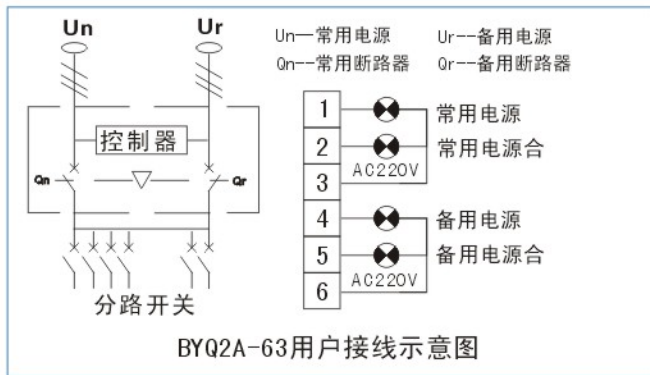 Un
Ur
Un—常用电源
Ur--备用电源
Qn--常用断路器
Qr--备用断路器
控制器
Qn
Qr
分路开关
1
常用电源
2
常用电源合
AC220V
3
4
备用电源
5
备用电源合
AC220V
6
BYQ2A-63用户接线示意图